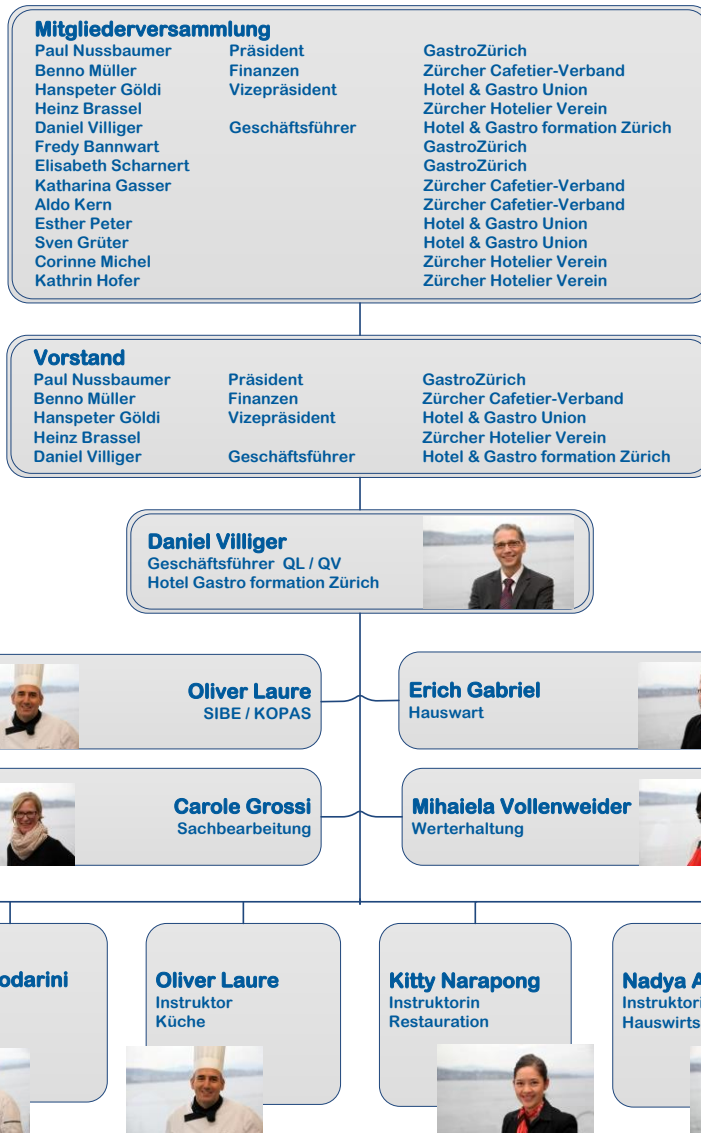 Mitgliederversammlung
Paul Nussbaumer Präsident GastroZürich
Benno Müller Finanzen Zürcher Cafetier-Verband
Hanspeter Göldi Vizepräsident Hotel & Gastro Union
Heinz Brassel Zürcher Hotelier Verein
Daniel Villiger Geschäftsführer Hotel & Gastro formation Zürich
Fredy Bannwart GastroZürich
Elisabeth Scharnert GastroZürich
Katharina Gasser Zürcher Cafetier-Verband
Aldo Kern Zürcher Cafetier-Verband
Esther Peter Hotel & Gastro Union
Sven Grüter Hotel & Gastro Union
Corinne Michel Zürcher Hotelier Verein
Kathrin Hofer Zürcher Hotelier Verein
Vorstand
Paul Nussbaumer Präsident GastroZürich
Benno Müller Finanzen Zürcher Cafetier-Verband
Hanspeter Göldi Vizepräsident Hotel & Gastro Union
Heinz Brassel Zürcher Hotelier Verein
Daniel Villiger Geschäftsführer Hotel & Gastro formation Zürich
Daniel Villiger
Geschäftsführer QL / QV
Hotel Gastro formation Zürich
Oliver Laure
SIBE / KOPAS
Erich Gabriel
Hauswart
Carole Grossi
Sachbearbeitung
Mihaiela Vollenweider
Werterhaltung
odarini
Oliver Laure
Instruktor
Küche
Kitty Narapong
Instruktorin
Restauration
Nadya A
Instruktori
Hauswirts